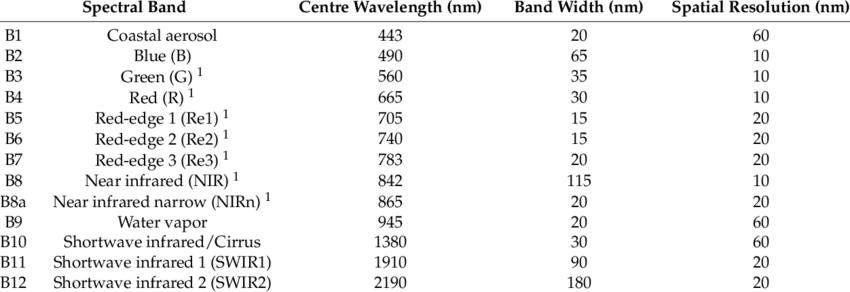 Spectral Band Centre Wavelength (nm) Band Width (nm) Spatial Resolution (nm)
B1 Coastal aerosol 443 20 60
B2 Blue (B) 490 65 10
B3 Green (G) 1 560 35 10
B4 Red (R) 1 665 30 10
B5 Red-edge 1 (Re1) 1 705 15 20
B6 Red-edge 2 (Re2) 1 740 15 20
B7 Red-edge 3 (Re3) 1 783 20 20
B8 Near infrared (NIR) 1 842 115 10
B8a Near infrared narrow (NIRn) 1 865 20 20
B9 Water vapor 945 20 60
B10 Shortwave infrared/Cirrus 1380 30 60
B11 Shortwave infrared 1 (SWIR1) 1910 90 20
B12 Shortwave infrared 2 (SWIR2) 2190 180 20